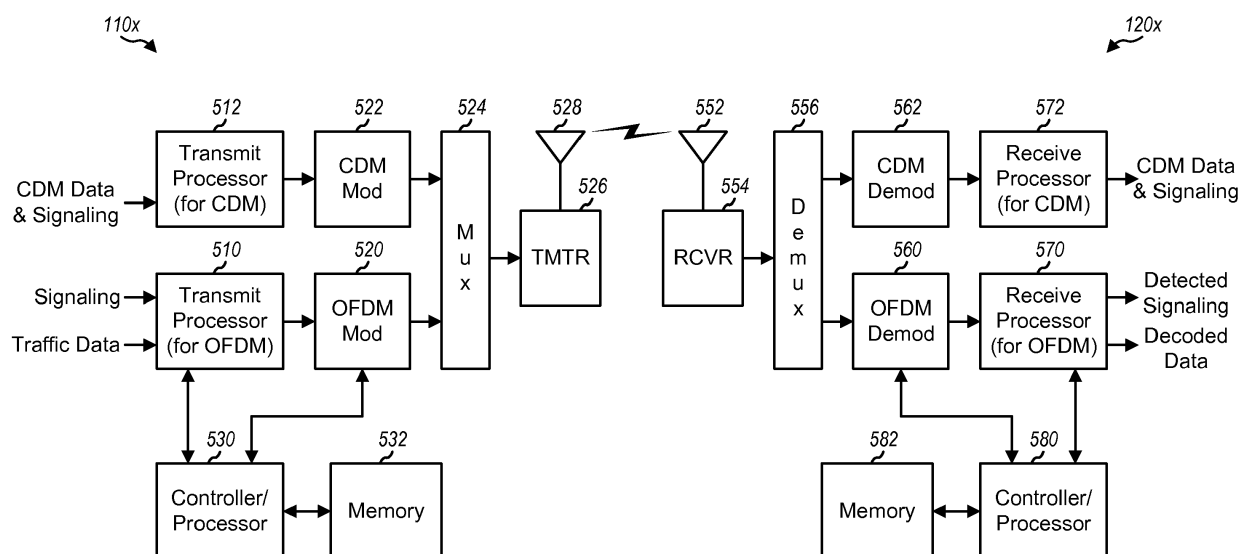 110x
120x
512
522
524
528
552
556
562
572
CDM Data
& Signaling
Transmit
Processor
(for CDM)
CDM
Mod
Mux
526
TMTR
554
RCVR
Demux
CDM
Demod
Receive
Processor
(for CDM)
CDM Data
& Signaling
510
520
560
570
Signaling
Traffic Data
Transmit
Processor
(for OFDM)
OFDM
Mod
OFDM
Demod
Receive
Processor
(for OFDM)
Detected
Signaling
Decoded
Data
530
532
582
580
Controller/
Processor
Memory
Memory
Controller/
Processor